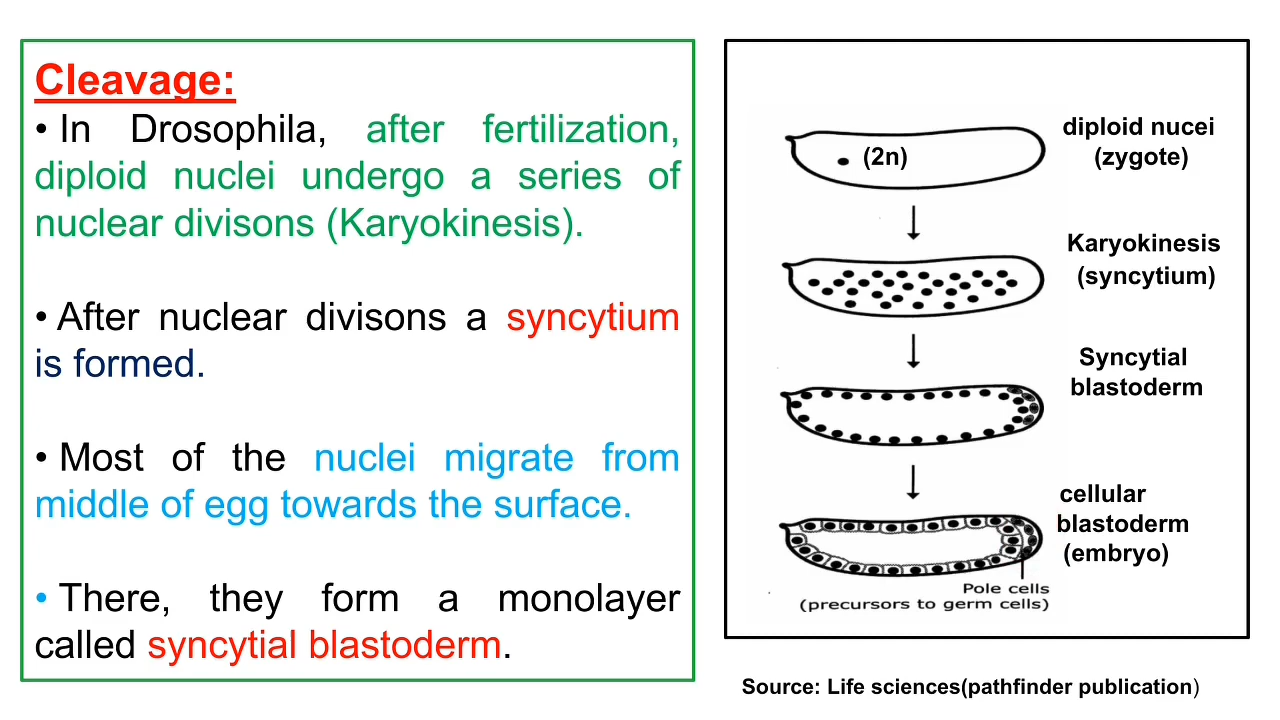 Cleavage:
• In Drosophila, after fertilization,
diploid nuclei undergo a series of
nuclear divisons (Karyokinesis).
• After nuclear divisons a syncytium
is formed.
• Most of the nuclei migrate from
middle of egg towards the surface.
• There, they form a monolayer
called syncytial blastoderm.
(2n)
diploid nucei
(zygote)
Karyokinesis
(syncytium)
Syncytial
blastoderm
cellular
blastoderm
(embryo)
Pole cells
(precursors to germ cells)
Source: Life sciences(pathfinder publication)